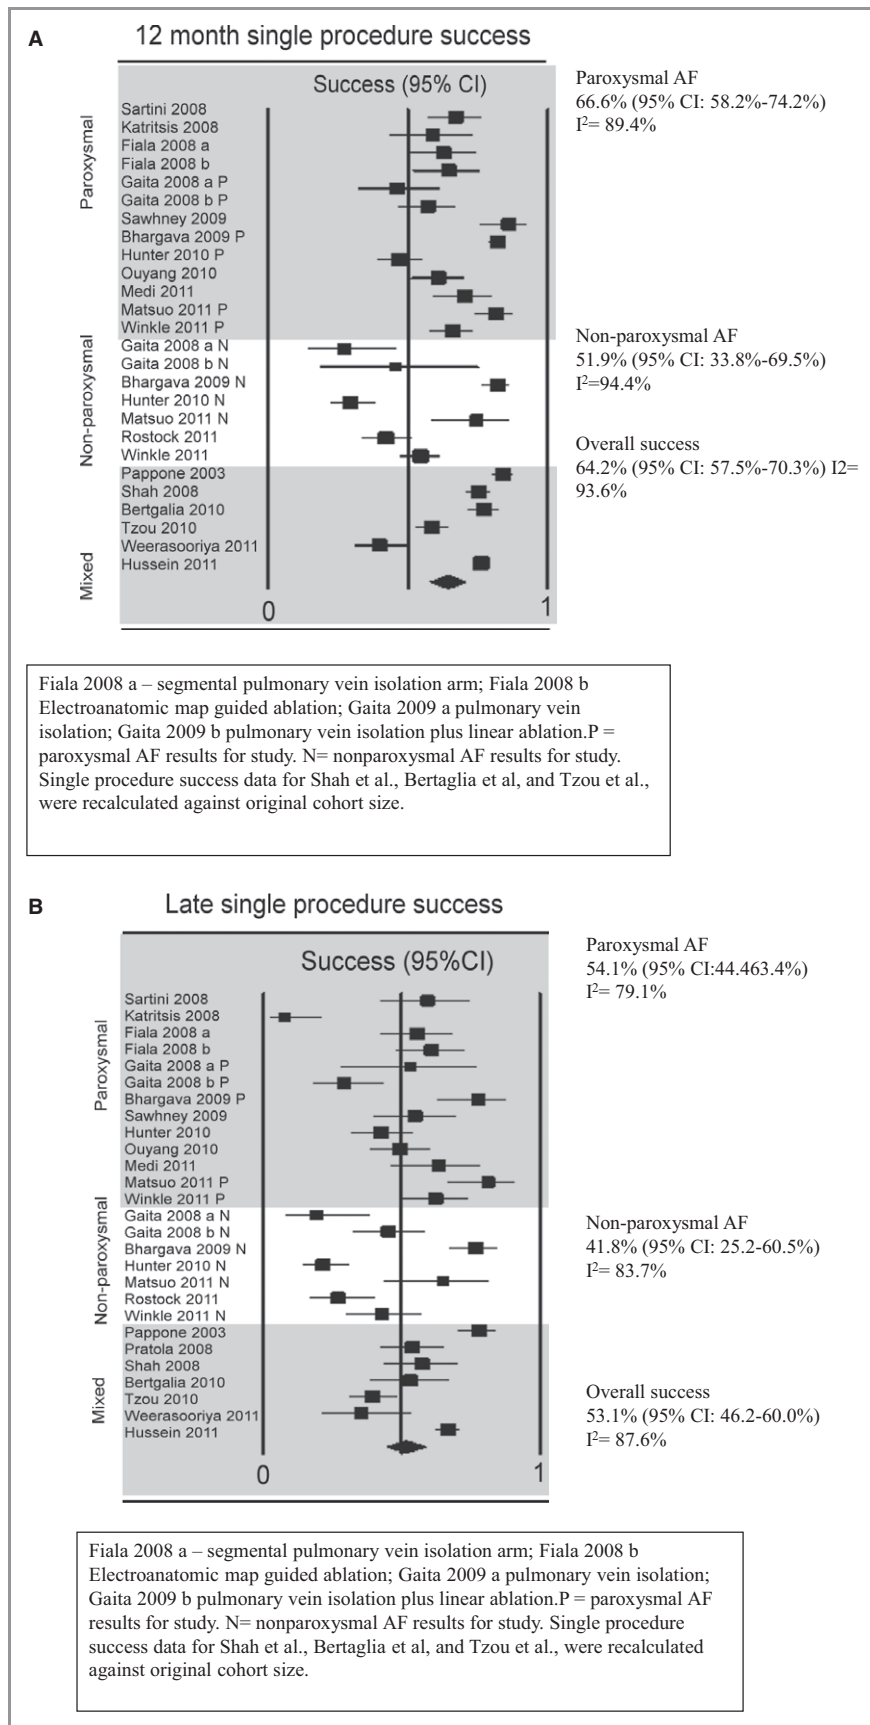 A
12 month single procedure success
Success (95% CI)
Paroxysmal
Sartini 2008
Katritsis 2008
Fiala 2008 a
Fiala 2008 b
Gaita 2008 a P
Gaita 2008 b P
Sawhney 2009
Bhargava 2009 P
Hunter 2010 P
Ouyang 2010
Medi 2011
Matsuo 2011 P
Winkle 2011 P
Non-paroxysmal
Gaita 2008 a N
Gaita 2008 b N
Bhargava 2009 N
Hunter 2010 N
Matsuo 2011 N
Rostock 2011
Winkle 2011
Mixed
Pappone 2003
Shah 2008
Bertgalia 2010
Tzou 2010
Weerasooriya 2011
Hussein 2011
0
1
Paroxysmal AF
66.6% (95% CI: 58.2%-74.2%)
I²= 89.4%
Non-paroxysmal AF
51.9% (95% CI: 33.8%-69.5%)
I²=94.4%
Overall success
64.2% (95% CI: 57.5%-70.3%) I2=
93.6%
Fiala 2008 a – segmental pulmonary vein isolation arm; Fiala 2008 b
Electroanatomic map guided ablation; Gaita 2009 a pulmonary vein
isolation; Gaita 2009 b pulmonary vein isolation plus linear ablation.P =
paroxysmal AF results for study. N= nonparoxysmal AF results for study.
Single procedure success data for Shah et al., Bertaglia et al, and Tzou et al.,
were recalculated against original cohort size.
B
Late single procedure success
Success (95%CI)
Paroxysmal
Sartini 2008
Katritsis 2008
Fiala 2008 a
Fiala 2008 b
Gaita 2008 a P
Gaita 2008 b P
Bhargava 2009 P
Sawhney 2009
Hunter 2010
Ouyang 2010
Medi 2011
Matsuo 2011 P
Winkle 2011 P
Non-paroxysmal
Gaita 2008 a N
Gaita 2008 b N
Bhargava 2009 N
Hunter 2010 N
Matsuo 2011 N
Rostock 2011
Winkle 2011 N
Mixed
Pappone 2003
Pratola 2008
Shah 2008
Bertgalia 2010
Tzou 2010
Weerasooriya 2011
Hussein 2011
0
1
Paroxysmal AF
54.1% (95% CI:44.463.4%)
I²= 79.1%
Non-paroxysmal AF
41.8% (95% CI: 25.2-60.5%)
I²= 83.7%
Overall success
53.1% (95% CI: 46.2-60.0%)
I²= 87.6%
Fiala 2008 a – segmental pulmonary vein isolation arm; Fiala 2008 b
Electroanatomic map guided ablation; Gaita 2009 a pulmonary vein isolation;
Gaita 2009 b pulmonary vein isolation plus linear ablation.P = paroxysmal AF
results for study. N= nonparoxysmal AF results for study. Single procedure
success data for Shah et al., Bertaglia et al, and Tzou et al., were recalculated
against original cohort size.